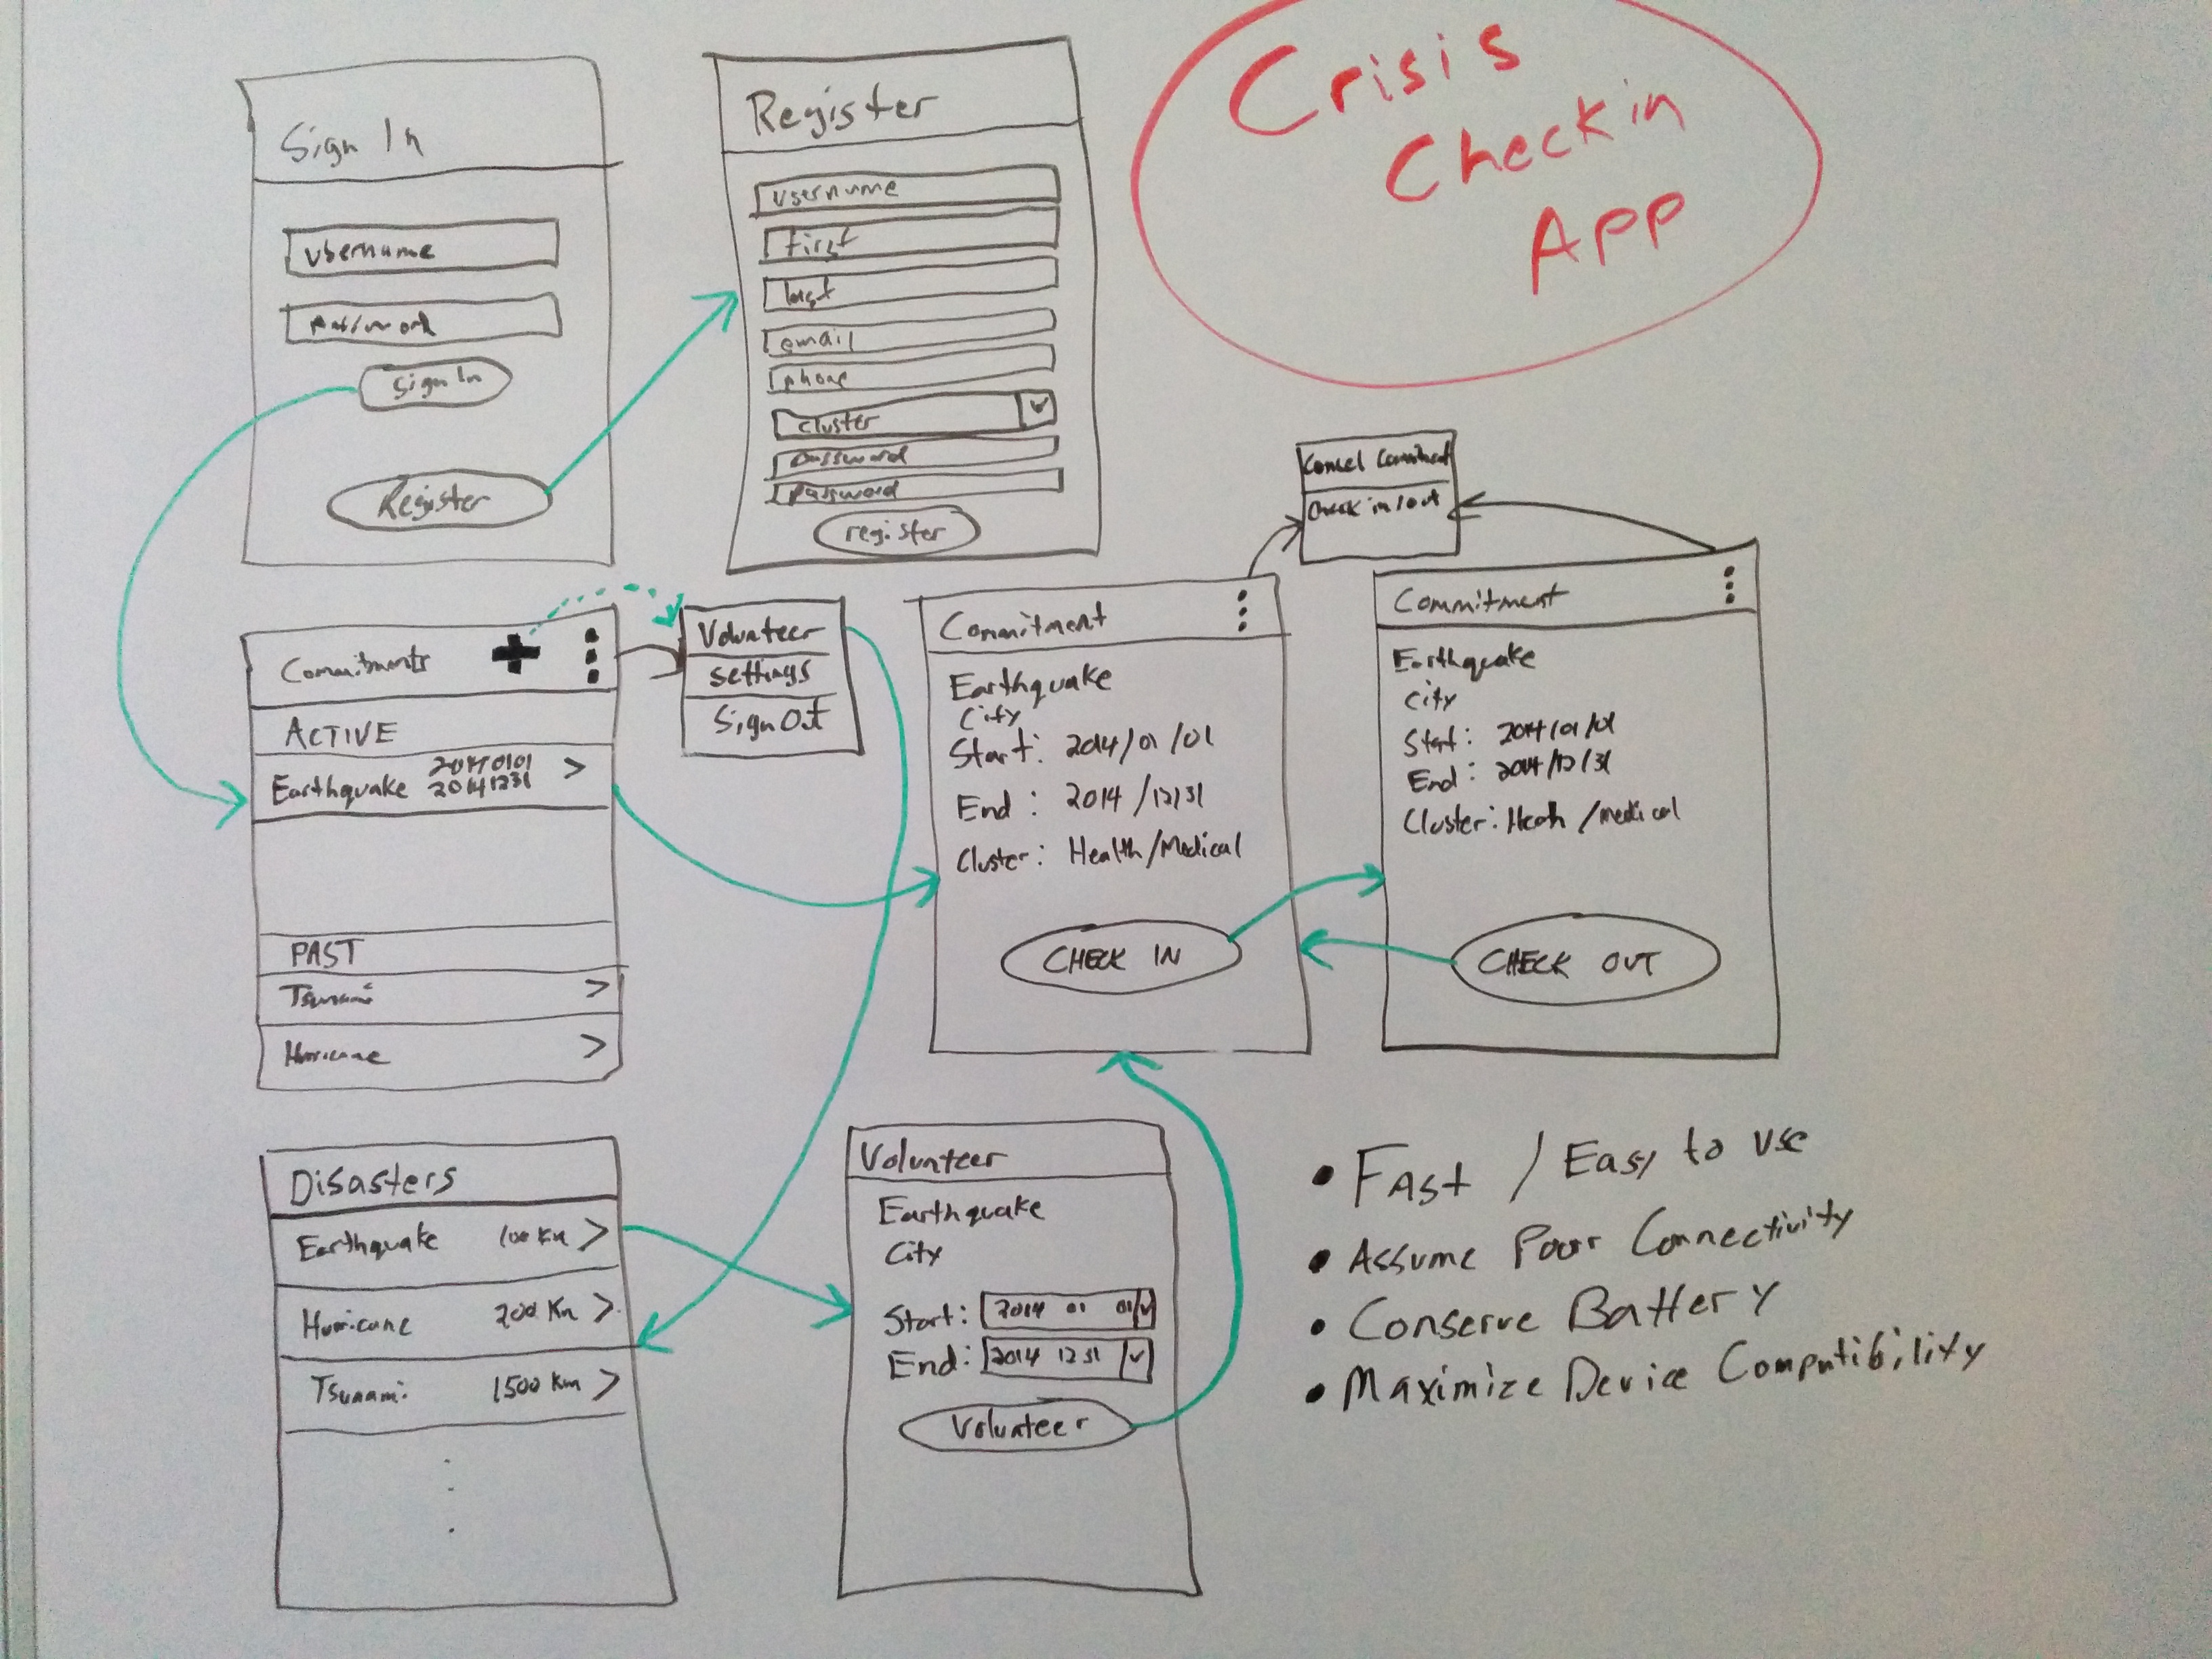 Crisis
Checkin
App
Sign In
username
password
Sign In
Register
Register
username
first
last
email
phone
cluster
password
password
register
Commitments
ACTIVE
Earthquake 20140101 >
20141231
PAST
Tsunami >
Hurricane >
Volunteer
Settings
Sign Out
Cancel Commitment
Check in/out
Commitment
Earthquake
City
Start: 2014/01/01
End: 2014/12/31
Cluster: Health/Medical
CHECK IN
Commitment
Earthquake
City
Start: 2014/01/01
End: 2014/12/31
Cluster: Heath/medical
CHECK OUT
Disasters
Earthquake 100 Km >
Hurricane 200 Km >
Tsunami 1500 Km >
Volunteer
Earthquake
City
Start: 2014 01 01
End: 2014 12 31
Volunteer
• FASt / Easy to use
• Assume Poor Connectivity
• Conserve Battery
• Maximize Device Compatibility